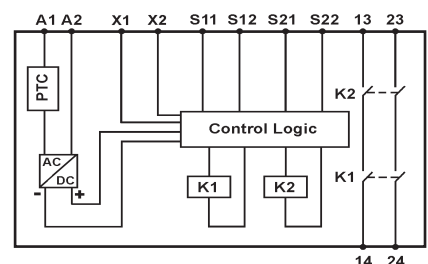 A1 A2 X1 X2 S11 S12 S21 S22 13 23
PTC
K2
Control Logic
AC
DC
- +
K1 K2
K1
14 24